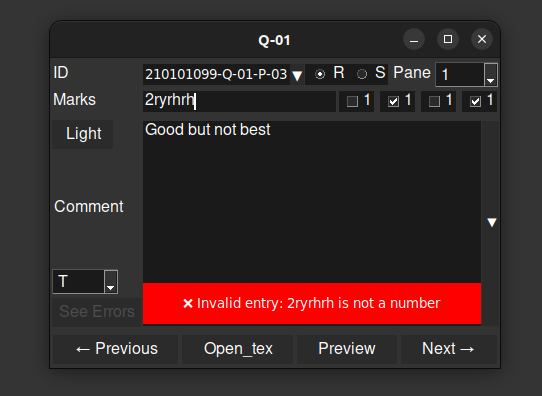 Q-01
ID 210101099-Q-01-P-03 ▼ R S Pane 1
Marks 2ryrhrh 1 1 1 1
Light
Good but not best
Comment
T
See Errors
❌ Invalid entry: 2ryrhrh is not a number
← Previous Open_tex Preview Next →